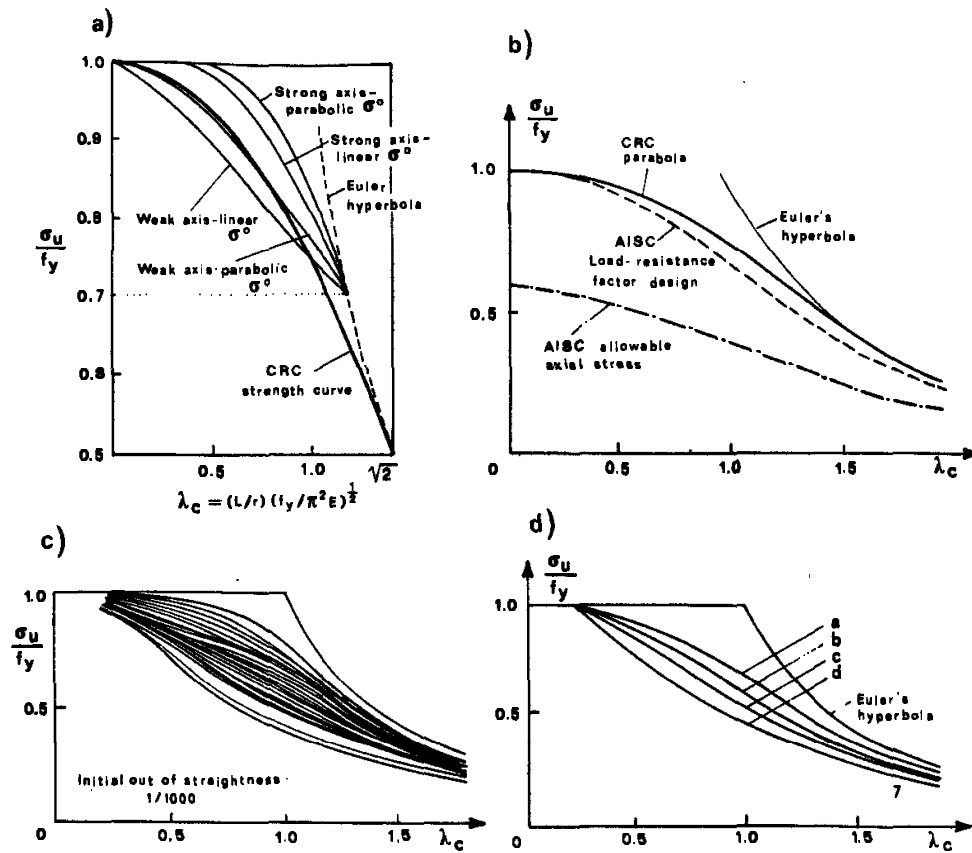 a)
σu
fy
1.0
0.9
0.8
0.7
0.8
0.5
0.5
1.0
√2
Strong axis-
parabolic σ°
Strong axis-
linear σ°
Euler
hyperbola
Weak axis-linear
σ°
Weak axis-parabolic
σ°
CRC
strength curve
λc = (L/r) (fy/π²E)^½
b)
σu
fy
1.0
0.5
0
0.5
1.0
1.5
λc
CRC
parabola
Euler's
hyperbola
AISC
Load-resistance
factor design
AISC allowable
axial stress
c)
σu
fy
1.0
0.5
0
0.5
1.0
1.5
λc
Initial out of straightness
1/1000
d)
σu
fy
1.0
0.5
0
0.5
1.0
1.5
λc
a
b
c
d
Euler's
hyperbola
7